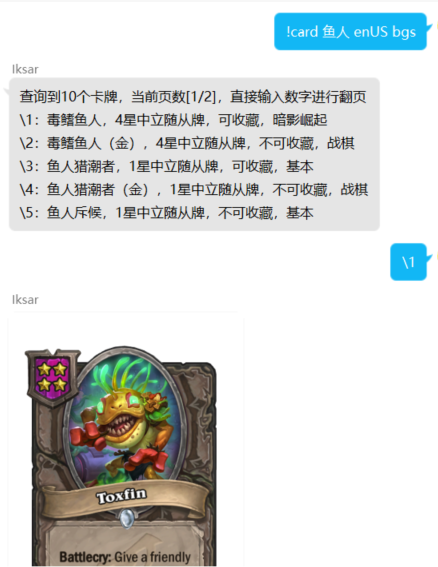 !card 鱼人 enUS bgs
Iksar
查询到10个卡牌，当前页数[1/2]，直接输入数字进行翻页
\1：毒鳍鱼人，4星中立随从牌，可收藏，暗影崛起
\2：毒鳍鱼人（金），4星中立随从牌，不可收藏，战棋
\3：鱼人猎潮者，1星中立随从牌，可收藏，基本
\4：鱼人猎潮者（金），1星中立随从牌，不可收藏，战棋
\5：鱼人斥候，1星中立随从牌，不可收藏，基本
\1
Iksar
Toxfin
Battlecry: Give a friendly